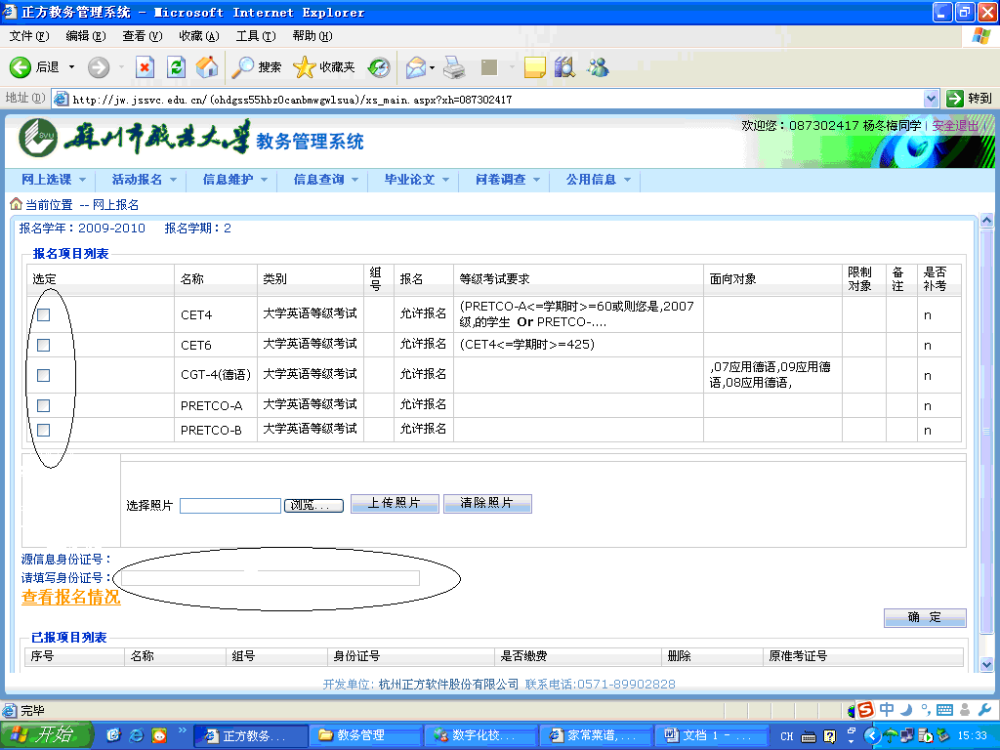 正方教务管理系统 - Microsoft Internet Explorer
文件(F) 编辑(E) 查看(V) 收藏(A) 工具(T) 帮助(H)
后退 搜索 收藏夹
地址(D) http://jw.jssvc.edu.cn/(ohdgss55hbz0canbmwgwlsua)/xs_main.aspx?xh=087302417 转到
蘇州市职业大学 教务管理系统 欢迎您：087302417 杨冬梅同学 | 安全退出
网上选课 活动报名 信息维护 信息查询 毕业论文 问卷调查 公用信息
当前位置 -- 网上报名
报名学年：2009-2010 报名学期：2
报名项目列表
选定 名称 类别 组号 报名 等级考试要求 面向对象 限制对象 备注 是否补考
CET4 大学英语等级考试 允许报名 (PRETCO-A<=学期时>=60或则您是,2007级,的学生 Or PRETCO-.... n
CET6 大学英语等级考试 允许报名 (CET4<=学期时>=425) n
CGT-4(德语) 大学英语等级考试 允许报名 ,07应用德语,09应用德语,08应用德语, n
PRETCO-A 大学英语等级考试 允许报名 n
PRETCO-B 大学英语等级考试 允许报名 n
选择照片 浏览... 上传照片 清除照片
源信息身份证号：
请填写身份证号：
查看报名情况
确 定
已报项目列表
序号 名称 组号 身份证号 是否缴费 删除 原准考证号
开发单位: 杭州正方软件股份有限公司 联系电话:0571-89902828
完毕 中
开始 正方教务... 教务管理 数字化校... 家常菜谱,... 文档 1 - ... CH 15:33